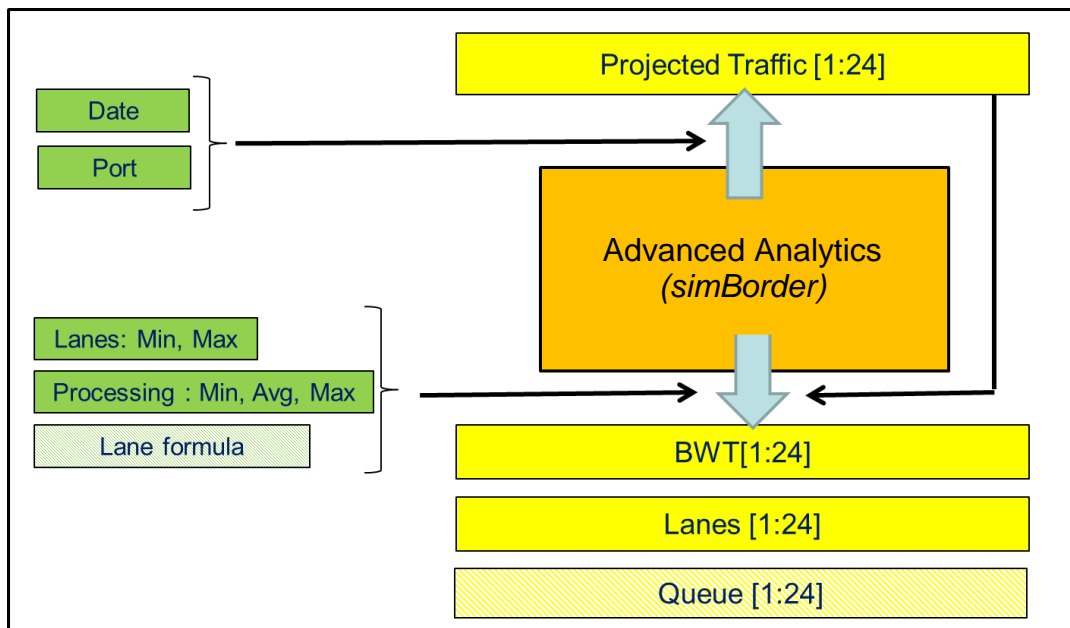 Projected Traffic [1:24]
Date
Port
Advanced Analytics
(simBorder)
Lanes: Min, Max
Processing : Min, Avg, Max
Lane formula
BWT[1:24]
Lanes [1:24]
Queue [1:24]